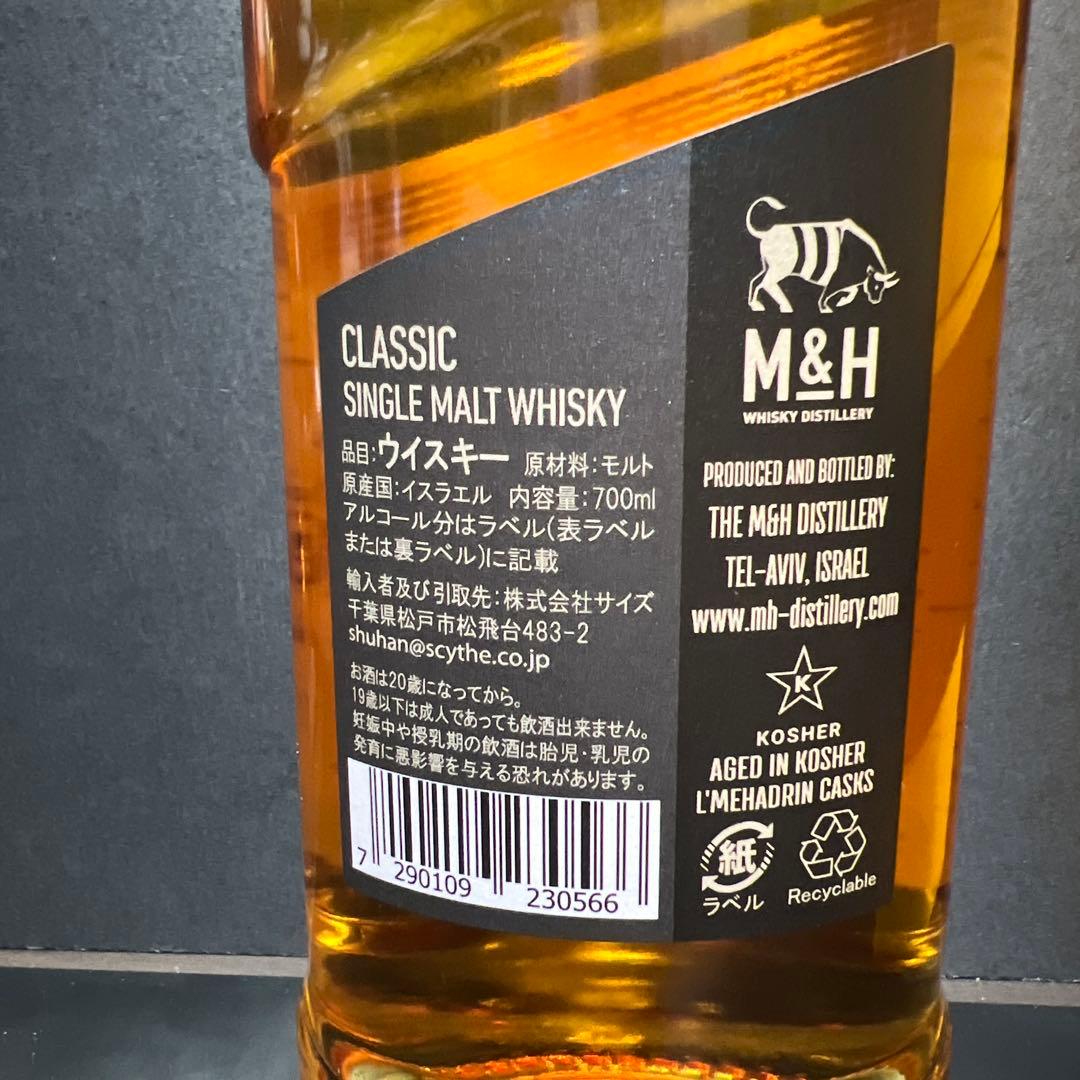 CLASSIC
SINGLE MALT WHISKY
品目:ウイスキー 原材料:モルト
原産国:イスラエル 内容量:700ml
アルコール分はラベル(表ラベル
または裏ラベル)に記載
輸入者及び引取先:株式会社サイズ
千葉県松戸市松飛台483-2
shuhan@scythe.co.jp
お酒は20歳になってから。
19歳以下は成人であっても飲酒出来ません。
妊娠中や授乳期の飲酒は胎児・乳児の
発育に悪影響を与える恐れがあります。
7 290109 230566
M&H
WHISKY DISTILLERY
PRODUCED AND BOTTLED BY:
THE M&H DISTILLERY
TEL-AVIV, ISRAEL
www.mh-distillery.com
K
KOSHER
AGED IN KOSHER
L'MEHADRIN CASKS
紙
ラベル
Recyclable